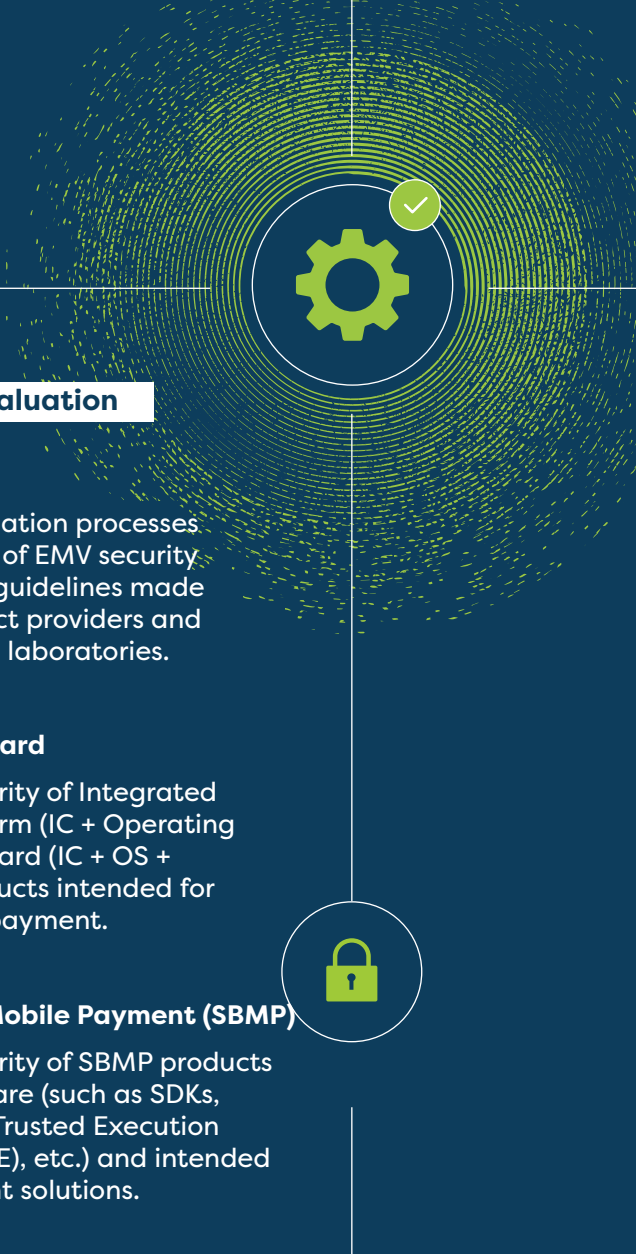 aluation
ation processes
of EMV security
guidelines made
ct providers and
laboratories.
ard
rity of Integrated
rm (IC + Operating
ard (IC + OS +
ucts intended for
payment.
Mobile Payment (SBMP)
rity of SBMP products
are (such as SDKs,
Trusted Execution
E), etc.) and intended
nt solutions.